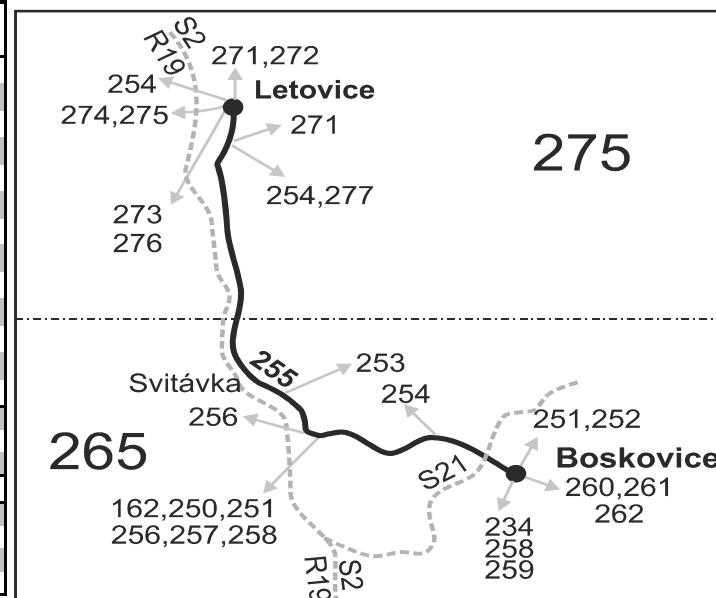 S2
R19
271,272
254
Letovice
274,275
271
275
254,277
273
276
255
253
Svitávka
254
256
251,252
265
Boskovice
S21
260,261
262
162,250,251
256,257,258
234
258
259
R19
S2